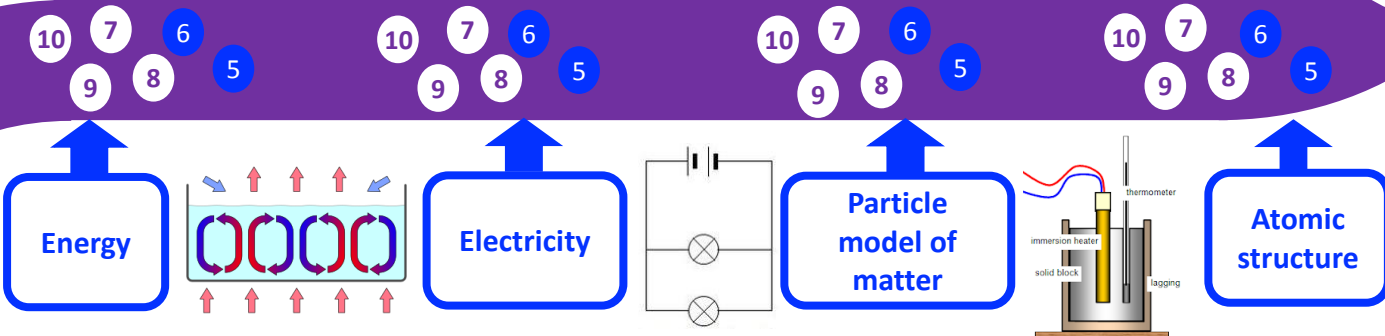 10 7 6 5 9 8
10 7 6 5 9 8
10 7 6 5 9 8
10 7 6 5 9 8
Energy
Electricity
Particle
model of
matter
thermometer
immersion heater
solid block
lagging
Atomic
structure